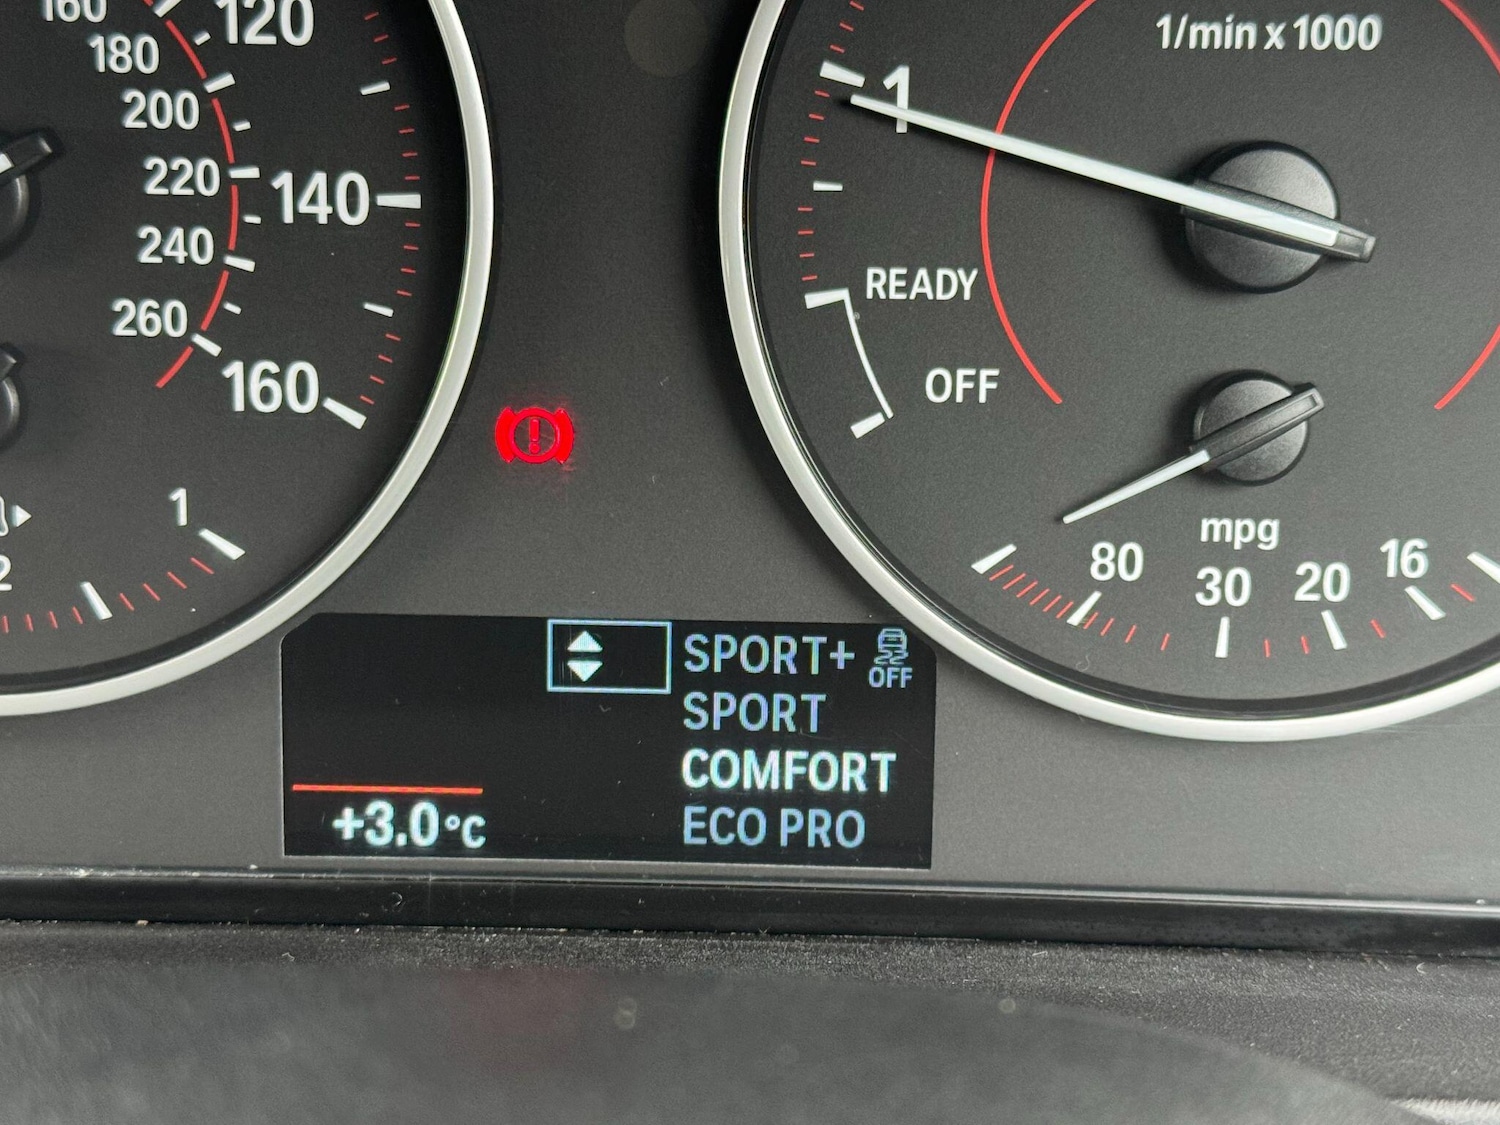 160
120
180
200
220
140
240
260
160
1
2
1/min x 1000
1
READY
OFF
mpg
80
30
20
16
SPORT+
OFF
SPORT
COMFORT
ECO PRO
+3.0°C